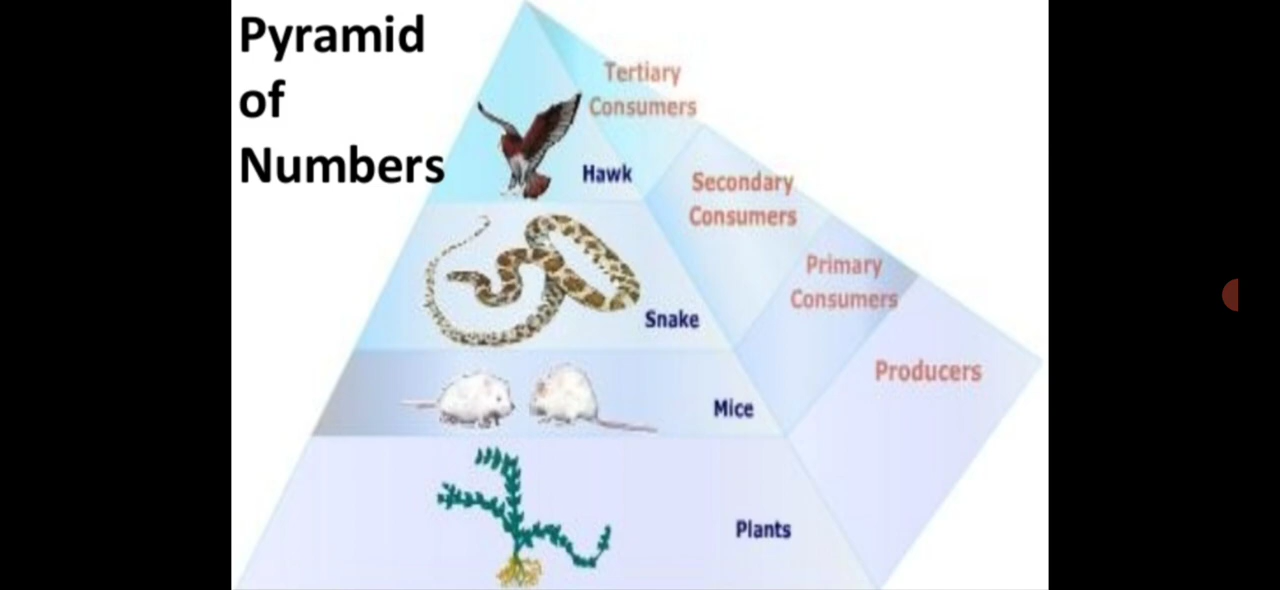 Pyramid
of
Numbers
Tertiary
Consumers
Hawk
Secondary
Consumers
Snake
Primary
Consumers
Mice
Producers
Plants